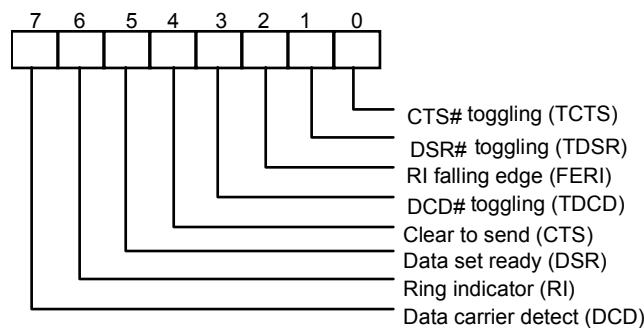 7 6 5 4 3 2 1 0
CTS# toggling (TCTS)
DSR# toggling (TDSR)
RI falling edge (FERI)
DCD# toggling (TDCD)
Clear to send (CTS)
Data set ready (DSR)
Ring indicator (RI)
Data carrier detect (DCD)